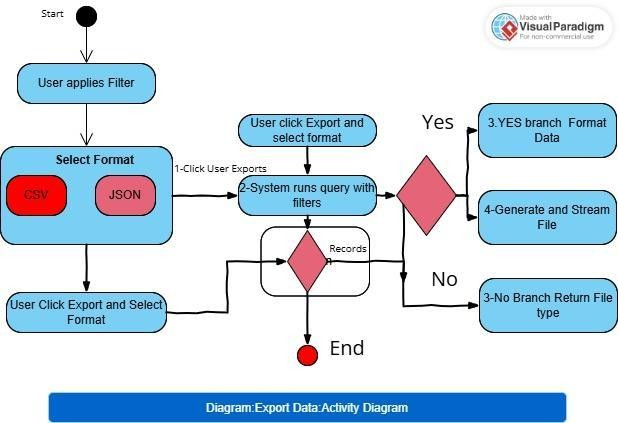 Start
Made with
VisualParadigm
For non-commercial use
User applies Filter
User click Export and
select format
Yes
3.YES branch Format
Data
Select Format
CSV
JSON
1-Click User Exports
2-System runs query with
filters
4-Generate and Stream
File
Records
No
User Click Export and Select
Format
3-No Branch Return File
type
End
Diagram:Export Data:Activity Diagram